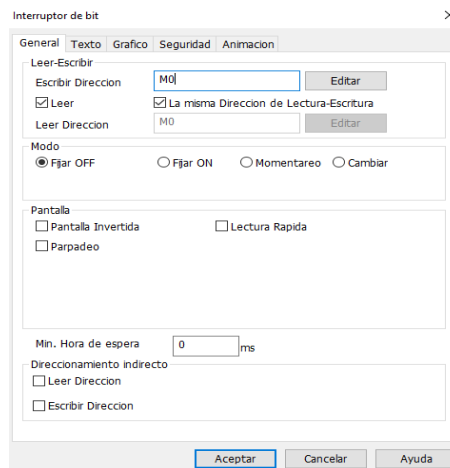 Interruptor de bit
General Texto Grafico Seguridad Animacion
Leer-Escribir
Escribir Direccion M0 Editar
Leer La misma Direccion de Lectura-Escritura
Leer Direccion M0 Editar
Modo
Fijar OFF Fijar ON Momentareo Cambiar
Pantalla
Pantalla Invertida Lectura Rapida
Parpadeo
Min. Hora de espera 0 ms
Direccionamiento indirecto
Leer Direccion
Escribir Direccion
Aceptar Cancelar Ayuda